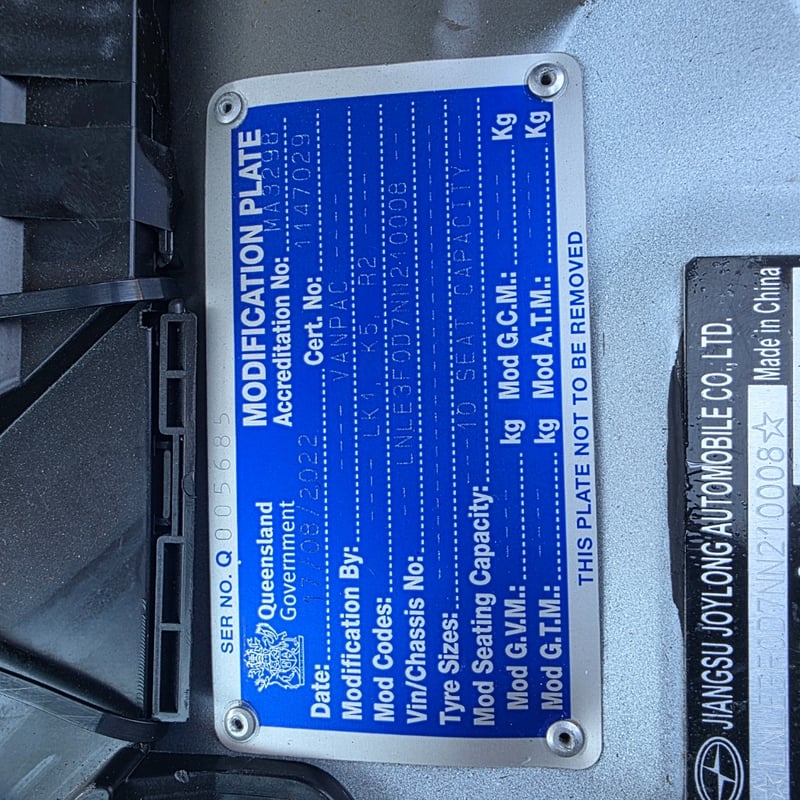 SER NO. Q 005685
Queensland
Government
MODIFICATION PLATE
Accreditation No: MA3298
Date: 17/08/2022 Cert. No: 1147029
Modification By: ---- VANPAC ----
Mod Codes: ---- LK1, K5, R2 ----
Vin/Chassis No: LNLE3F0D7NN210008
Tyre Sizes:
Mod Seating Capacity: 10 SEAT CAPACITY
Mod G.V.M.: kg Mod G.C.M.: Kg
Mod G.T.M.: kg Mod A.T.M.: Kg
THIS PLATE NOT TO BE REMOVED
JIANGSU JOYLONG AUTOMOBILE CO.,LTD.
Made in China
☆LNLE3F0D7NN210008☆